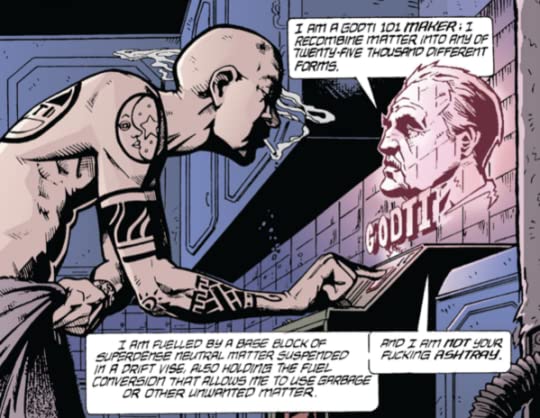 I AM A GODTI 101 MAKER; I
RECOMBINE MATTER INTO ANY OF
TWENTY-FIVE THOUSAND DIFFERENT
FORMS.
GODTI
I AM FUELLED BY A BASE BLOCK OF
SUPERDENSE NEUTRAL MATTER SUSPENDED
IN A DRIFT VISE, ALSO HOLDING THE FUEL
CONVERSION THAT ALLOWS ME TO USE GARBAGE
OR OTHER UNWANTED MATTER.
AND I AM NOT YOUR
FUCKING ASHTRAY.